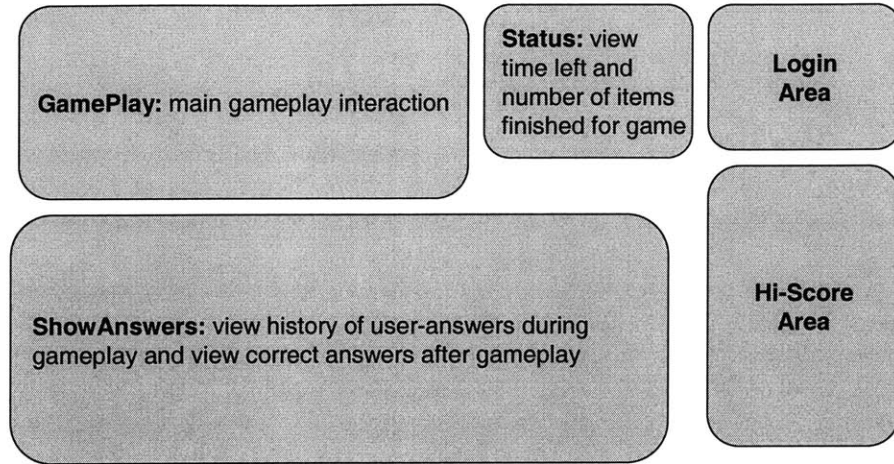 GamePlay: main gameplay interaction
Status: view
time left and
number of items
finished for game
Login
Area
ShowAnswers: view history of user-answers during
gameplay and view correct answers after gameplay
Hi-Score
Area